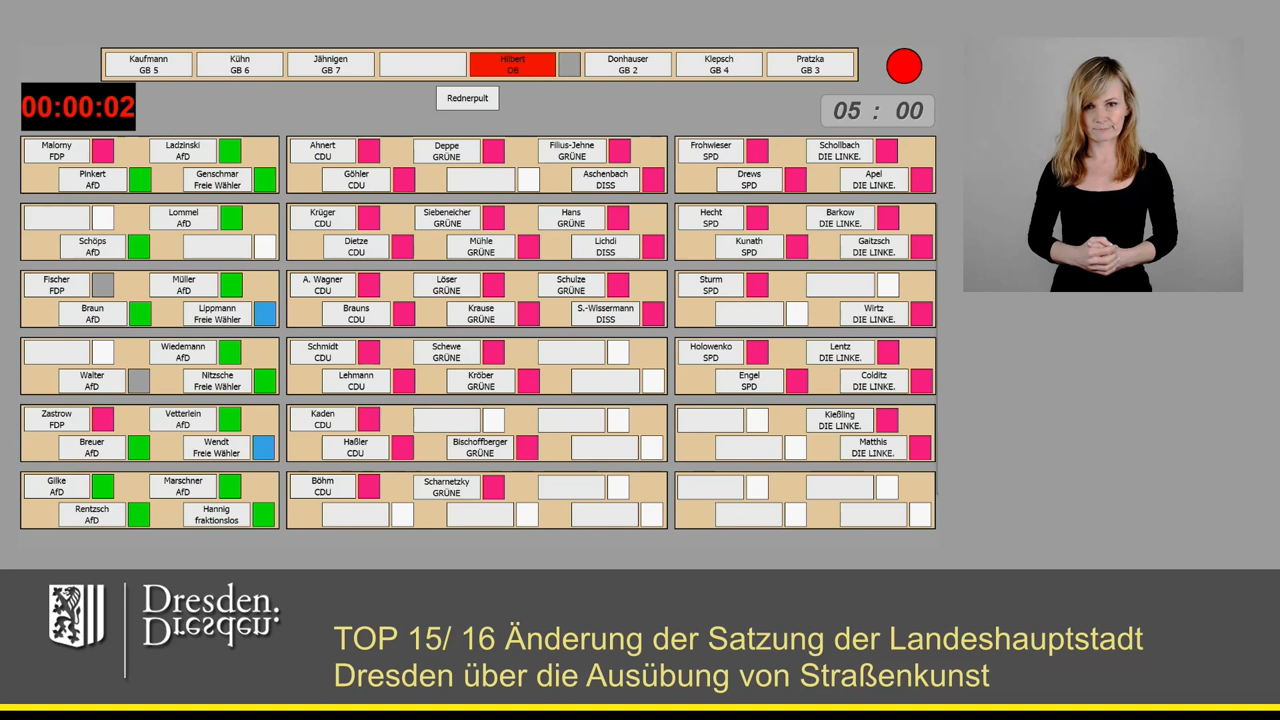 Kaufmann
GB 5
Kühn
GB 6
Jähnigen
GB 7
Hilbert
OB
Donhauser
GB 2
Klepsch
GB 4
Pratzka
GB 3
00:00:02
Rednerpult
05 : 00
Malorny
FDP
Ladzinski
AfD
Pinkert
AfD
Genschmar
Freie Wähler
Ahnert
CDU
Deppe
GRÜNE
Filius-Jehne
GRÜNE
Göhler
CDU
Aschenbach
DISS
Frohwieser
SPD
Schollbach
DIE LINKE.
Drews
SPD
Apel
DIE LINKE.
Lommel
AfD
Schöps
AfD
Krüger
CDU
Siebeneicher
GRÜNE
Hans
GRÜNE
Dietze
CDU
Mühle
GRÜNE
Lichdi
DISS
Hecht
SPD
Barkow
DIE LINKE.
Kunath
SPD
Gaitzsch
DIE LINKE.
Fischer
FDP
Müller
AfD
Braun
AfD
Lippmann
Freie Wähler
A. Wagner
CDU
Löser
GRÜNE
Schulze
GRÜNE
Brauns
CDU
Krause
GRÜNE
S.-Wissermann
DISS
Sturm
SPD
Wirtz
DIE LINKE.
Wiedemann
AfD
Walter
AfD
Nitzsche
Freie Wähler
Schmidt
CDU
Schewe
GRÜNE
Lehmann
CDU
Kröber
GRÜNE
Holowenko
SPD
Lentz
DIE LINKE.
Engel
SPD
Colditz
DIE LINKE.
Zastrow
FDP
Vetterlein
AfD
Breuer
AfD
Wendt
Freie Wähler
Kaden
CDU
Haßler
CDU
Bischoffberger
GRÜNE
Kießling
DIE LINKE.
Matthis
DIE LINKE.
Gilke
AfD
Marschner
AfD
Rentzsch
AfD
Hannig
fraktionslos
Böhm
CDU
Scharnetzky
GRÜNE
Dresden.
Dresden.
TOP 15/ 16 Änderung der Satzung der Landeshauptstadt
Dresden über die Ausübung von Straßenkunst